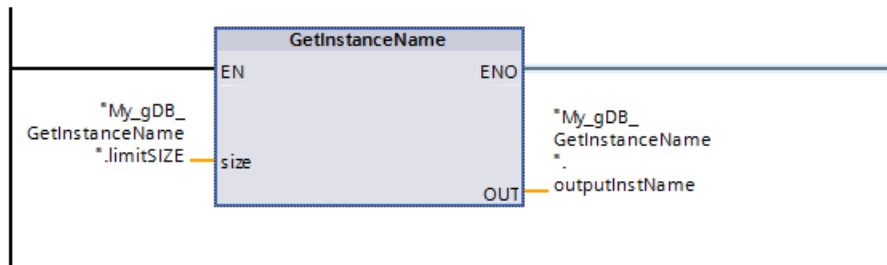 GetInstanceName
EN
ENO
"My_gDB_
GetInstanceName
".limitSIZE
size
"My_gDB_
GetInstanceName
".
outputInstName
OUT